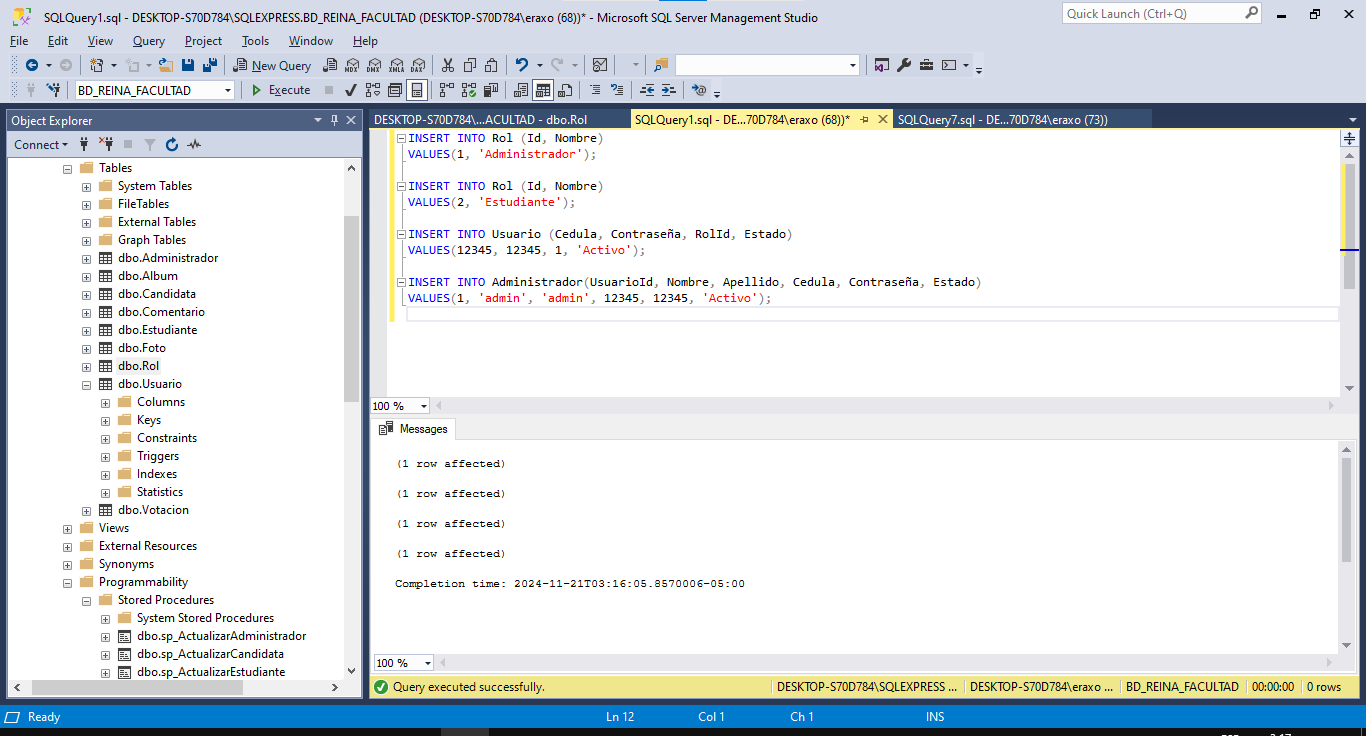 SQLQuery1.sql - DESKTOP-S70D784\SQLEXPRESS.BD_REINA_FACULTAD (DESKTOP-S70D784\eraxo (68))* - Microsoft SQL Server Management Studio
Quick Launch (Ctrl+Q)
File Edit View Query Project Tools Window Help
New Query MDX DMX XMLA DAX
BD_REINA_FACULTAD Execute
Object Explorer
Connect
Tables
System Tables
FileTables
External Tables
Graph Tables
dbo.Administrador
dbo.Album
dbo.Candidata
dbo.Comentario
dbo.Estudiante
dbo.Foto
dbo.Rol
dbo.Usuario
Columns
Keys
Constraints
Triggers
Indexes
Statistics
dbo.Votacion
Views
External Resources
Synonyms
Programmability
Stored Procedures
System Stored Procedures
dbo.sp_ActualizarAdministrador
dbo.sp_ActualizarCandidata
dbo.sp_ActualizarEstudiante
DESKTOP-S70D784\...ACULTAD - dbo.Rol
SQLQuery1.sql - DE...70D784\eraxo (68))*
SQLQuery7.sql - DE...70D784\eraxo (73))
INSERT INTO Rol (Id, Nombre)
VALUES(1, 'Administrador');
INSERT INTO Rol (Id, Nombre)
VALUES(2, 'Estudiante');
INSERT INTO Usuario (Cedula, Contraseña, RolId, Estado)
VALUES(12345, 12345, 1, 'Activo');
INSERT INTO Administrador(UsuarioId, Nombre, Apellido, Cedula, Contraseña, Estado)
VALUES(1, 'admin', 'admin', 12345, 12345, 'Activo');
100 %
Messages
(1 row affected)
(1 row affected)
(1 row affected)
(1 row affected)
Completion time: 2024-11-21T03:16:05.8570006-05:00
100 %
Query executed successfully.
DESKTOP-S70D784\SQLEXPRESS ... DESKTOP-S70D784\eraxo ... BD_REINA_FACULTAD 00:00:00 0 rows
Ready Ln 12 Col 1 Ch 1 INS